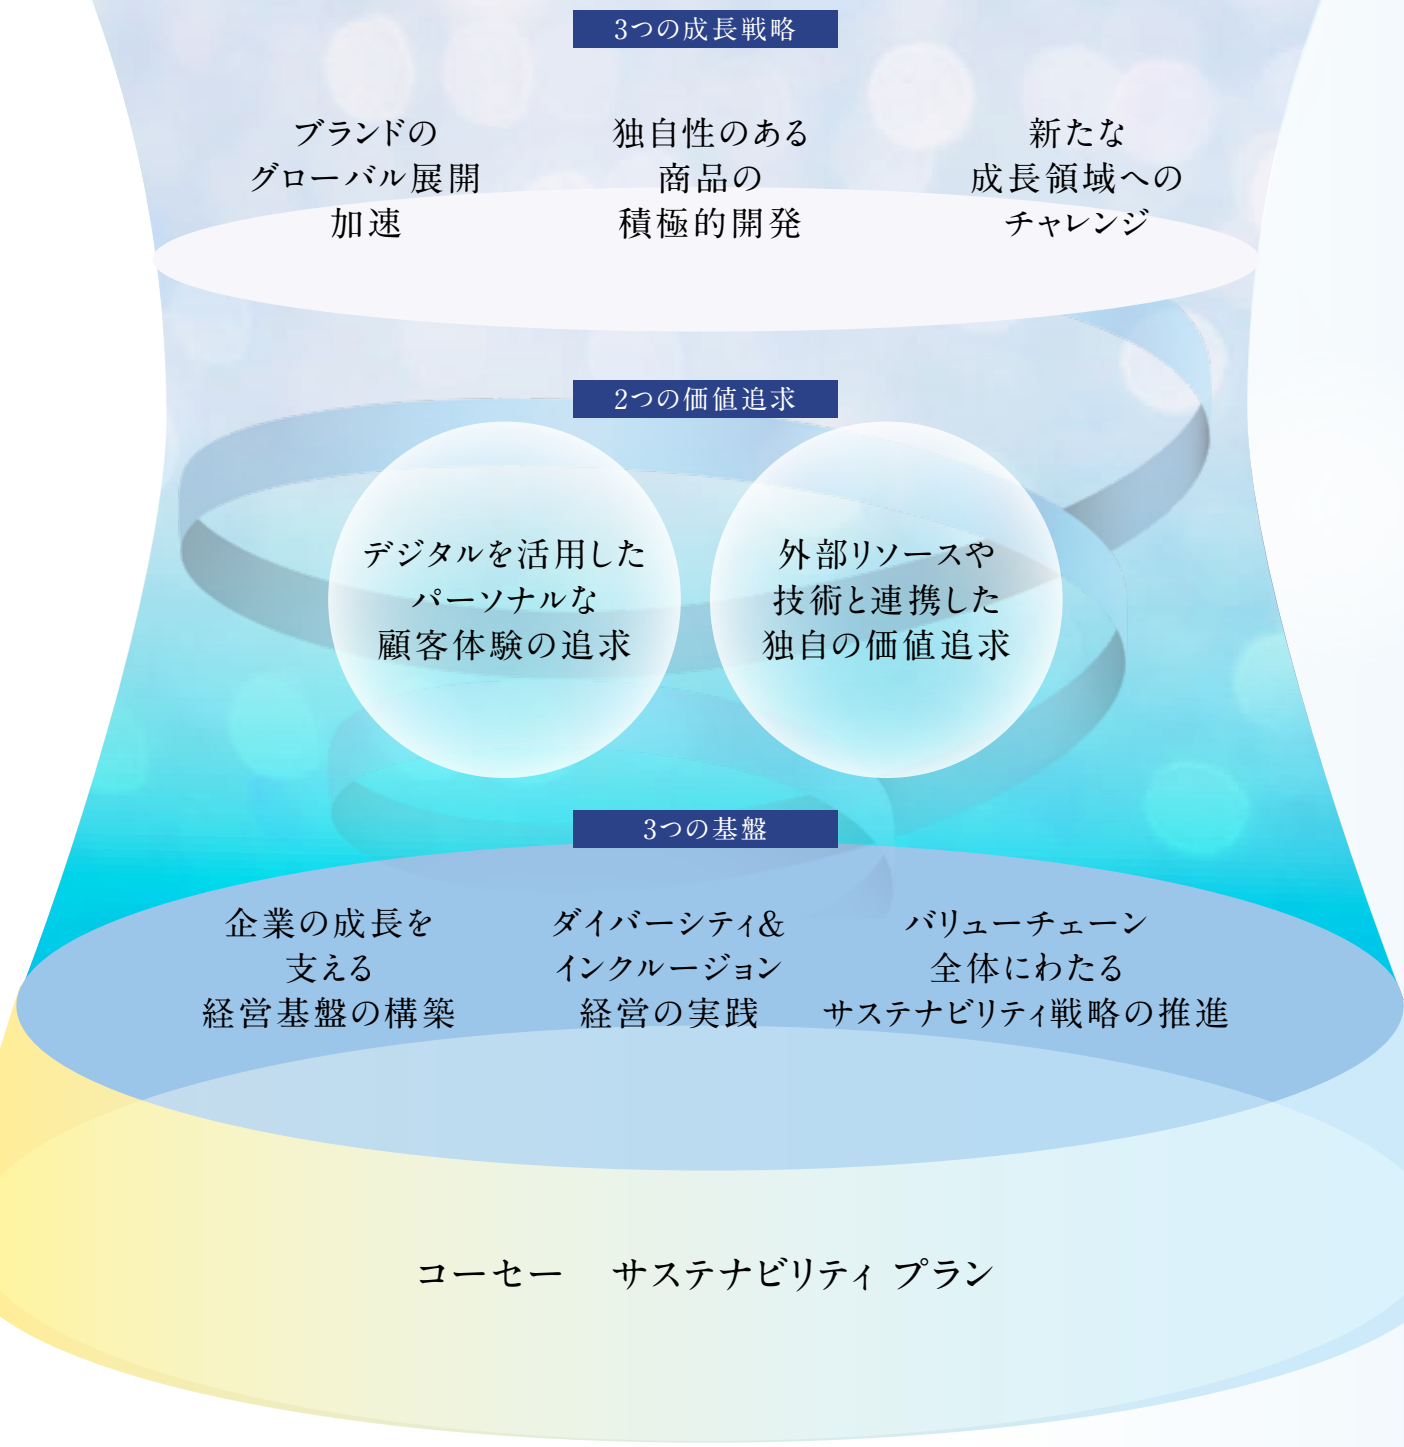 3つの成長戦略
ブランドの
グローバル展開
加速
独自性のある
商品の
積極的開発
新たな
成長領域への
チャレンジ
2つの価値追求
デジタルを活用した
パーソナルな
顧客体験の追求
外部リソースや
技術と連携した
独自の価値追求
3つの基盤
企業の成長を
支える
経営基盤の構築
ダイバーシティ&
インクルージョン
経営の実践
バリューチェーン
全体にわたる
サステナビリティ戦略の推進
コーセー　サステナビリティ プラン